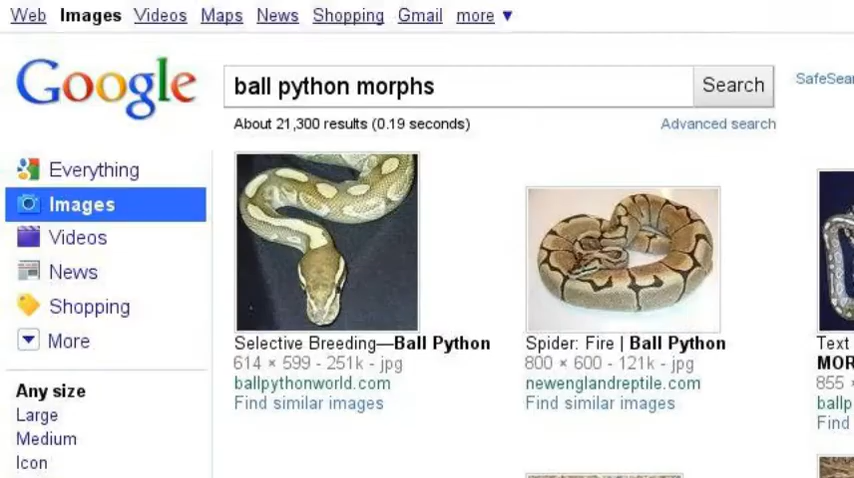 Web Images Videos Maps News Shopping Gmail more ▼
Google
ball python morphs
Search
About 21,300 results (0.19 seconds)
Advanced search
Everything
Images
Videos
News
Shopping
More
Any size
Large
Medium
Icon
Selective Breeding—Ball Python
614 × 599 - 251k - jpg
ballpythonworld.com
Find similar images
Spider: Fire | Ball Python
800 × 600 - 121k - jpg
newenglandreptile.com
Find similar images
Text
855 ×
Find